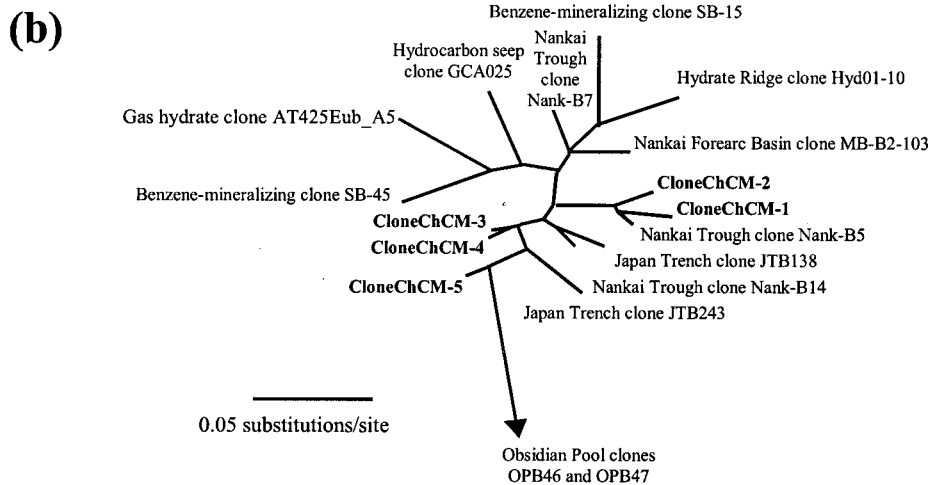 (b)
Benzene-mineralizing clone SB-15
Nankai
Trough
clone
Nank-B7
Hydrocarbon seep
clone GCA025
Hydrate Ridge clone Hyd01-10
Gas hydrate clone AT425Eub_A5
Nankai Forearc Basin clone MB-B2-103
Benzene-mineralizing clone SB-45
CloneChCM-2
CloneChCM-1
CloneChCM-3
Nankai Trough clone Nank-B5
CloneChCM-4
Japan Trench clone JTB138
CloneChCM-5
Nankai Trough clone Nank-B14
Japan Trench clone JTB243
0.05 substitutions/site
Obsidian Pool clones
OPB46 and OPB47